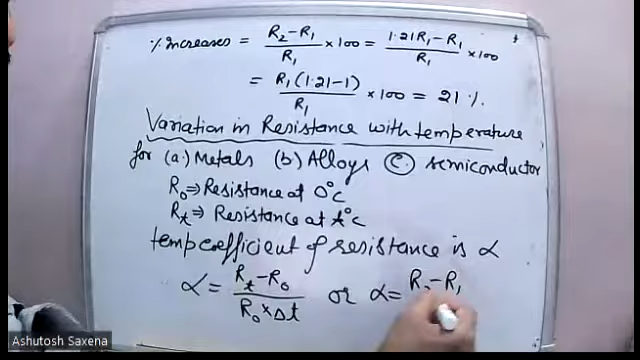 % Increases = (R₂-R₁)/R₁ × 100 = (1.21R₁-R₁)/R₁ × 100
= R₁(1.21-1)/R₁ × 100 = 21 %.
Variation in Resistance with temperature
for (a.) Metals (b.) Alloys (c.) semiconductor
R₀ ⇒ Resistance at 0°c
Rₜ ⇒ Resistance at t°c
temp coefficient of resistance is α
α = (Rₜ-R₀)/(R₀×Δt) or α = R₂-R₁
Ashutosh Saxena